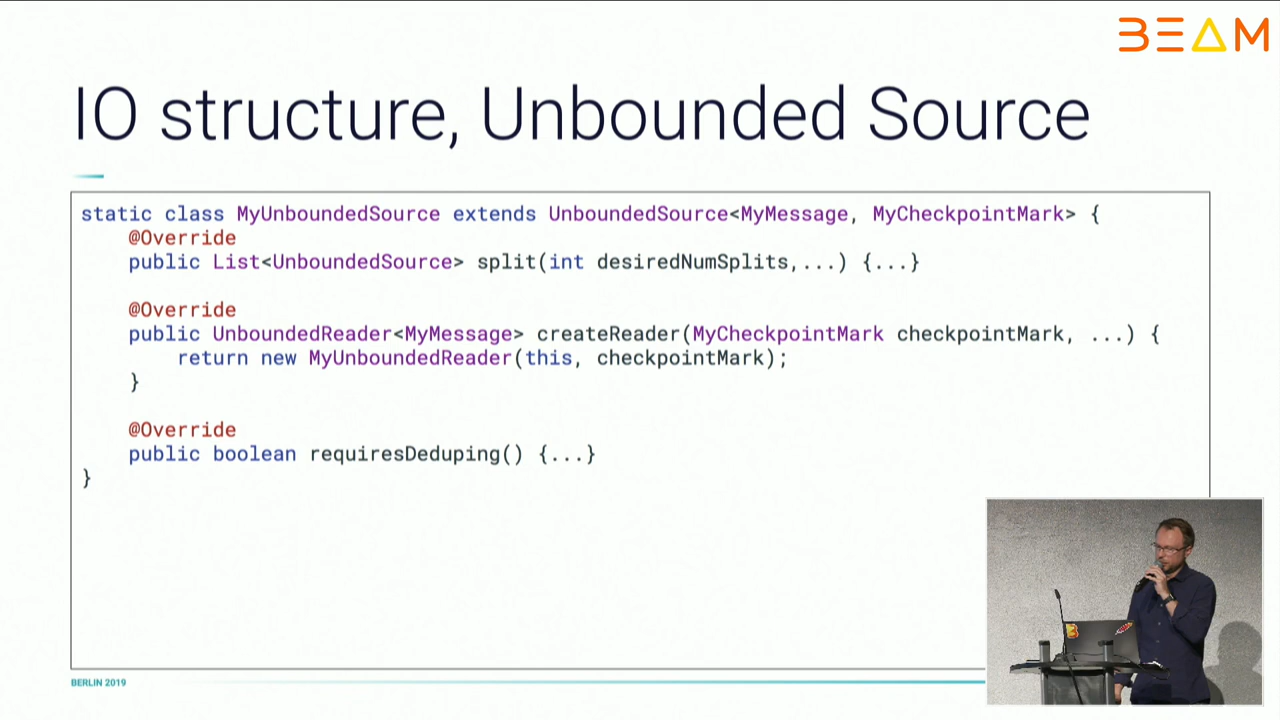 BEAM
IO structure, Unbounded Source
static class MyUnboundedSource extends UnboundedSource<MyMessage, MyCheckpointMark> {
@Override
public List<UnboundedSource> split(int desiredNumSplits,...) {...}
@Override
public UnboundedReader<MyMessage> createReader(MyCheckpointMark checkpointMark, ...) {
return new MyUnboundedReader(this, checkpointMark);
}
@Override
public boolean requiresDeduping() {...}
}
BERLIN 2019